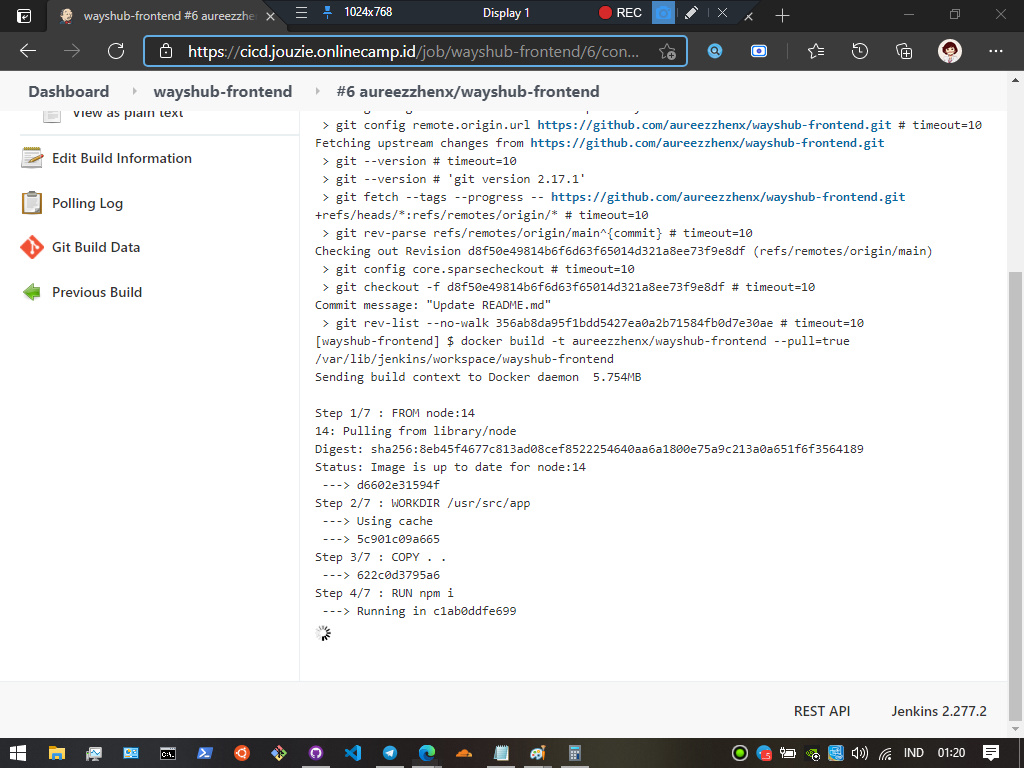 wayshub-frontend #6 aureezzhe
1024x768
Display 1
REC
https://cicd.jouzie.onlinecamp.id/job/wayshub-frontend/6/con...
Dashboard
wayshub-frontend
#6 aureezzhenx/wayshub-frontend
View as plain text
Edit Build Information
Polling Log
Git Build Data
Previous Build
> git config remote.origin.url https://github.com/aureezzhenx/wayshub-frontend.git # timeout=10
Fetching upstream changes from https://github.com/aureezzhenx/wayshub-frontend.git
> git --version # timeout=10
> git --version # 'git version 2.17.1'
> git fetch --tags --progress -- https://github.com/aureezzhenx/wayshub-frontend.git
+refs/heads/*:refs/remotes/origin/* # timeout=10
> git rev-parse refs/remotes/origin/main^{commit} # timeout=10
Checking out Revision d8f50e49814b6f6d63f65014d321a8ee73f9e8df (refs/remotes/origin/main)
> git config core.sparsecheckout # timeout=10
> git checkout -f d8f50e49814b6f6d63f65014d321a8ee73f9e8df # timeout=10
Commit message: "Update README.md"
> git rev-list --no-walk 356ab8da95f1bdd5427ea0a2b71584fb0d7e30ae # timeout=10
[wayshub-frontend] $ docker build -t aureezzhenx/wayshub-frontend --pull=true
/var/lib/jenkins/workspace/wayshub-frontend
Sending build context to Docker daemon  5.754MB
Step 1/7 : FROM node:14
14: Pulling from library/node
Digest: sha256:8eb45f4677c813ad08cef8522254640aa6a1800e75a9c213a0a651f6f3564189
Status: Image is up to date for node:14
---> d6602e31594f
Step 2/7 : WORKDIR /usr/src/app
---> Using cache
---> 5c901c09a665
Step 3/7 : COPY . .
---> 622c0d3795a6
Step 4/7 : RUN npm i
---> Running in c1ab0ddfe699
REST API
Jenkins 2.277.2
IND
01:20